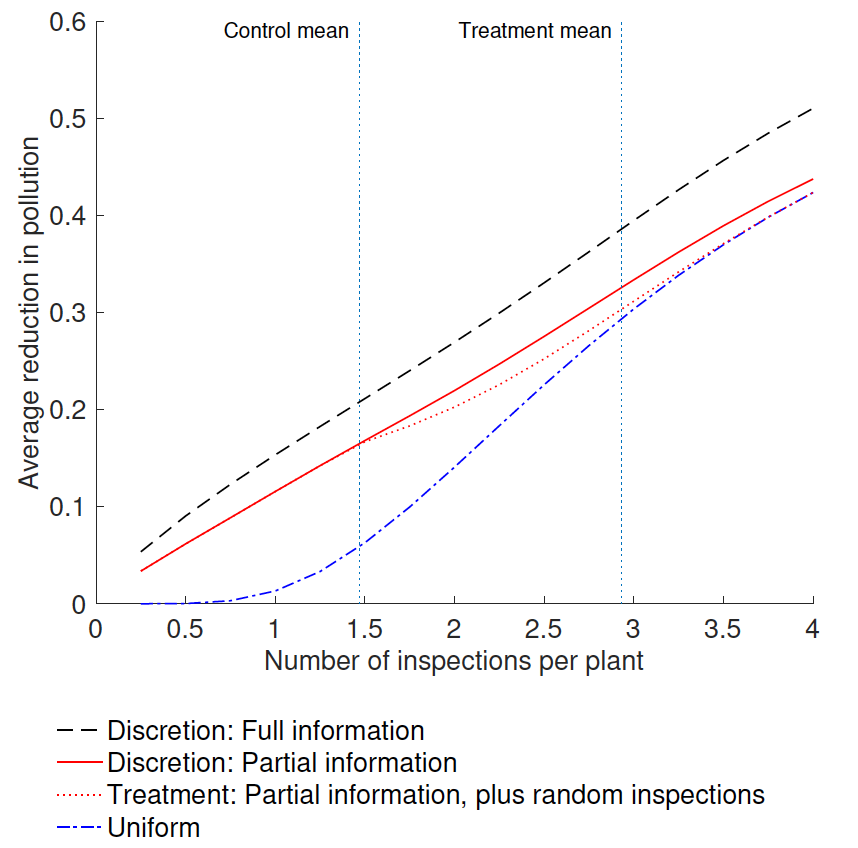 0.6
0.5
0.4
0.3
0.2
0.1
0
Average reduction in pollution
Control mean
Treatment mean
0 0.5 1 1.5 2 2.5 3 3.5 4
Number of inspections per plant
Discretion: Full information
Discretion: Partial information
Treatment: Partial information, plus random inspections
Uniform